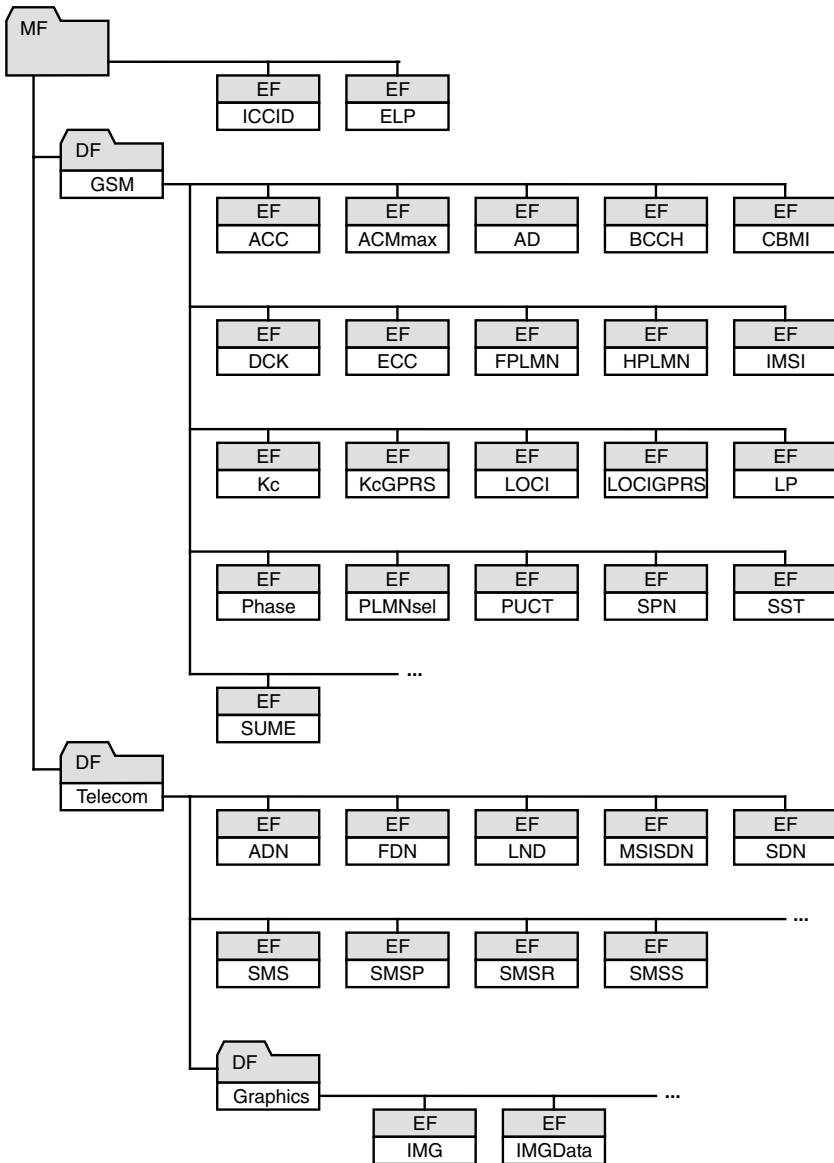 MF
EF EF
ICCID ELP
DF
GSM
EF EF EF EF EF
ACC ACMmax AD BCCH CBMI
EF EF EF EF EF
DCK ECC FPLMN HPLMN IMSI
EF EF EF EF EF
Kc KcGPRS LOCI LOCIGPRS LP
EF EF EF EF EF
Phase PLMNsel PUCT SPN SST
...
EF
SUME
DF
Telecom
EF EF EF EF EF
ADN FDN LND MSISDN SDN
...
EF EF EF EF
SMS SMSP SMSR SMSS
DF
Graphics
...
EF EF
IMG IMGData